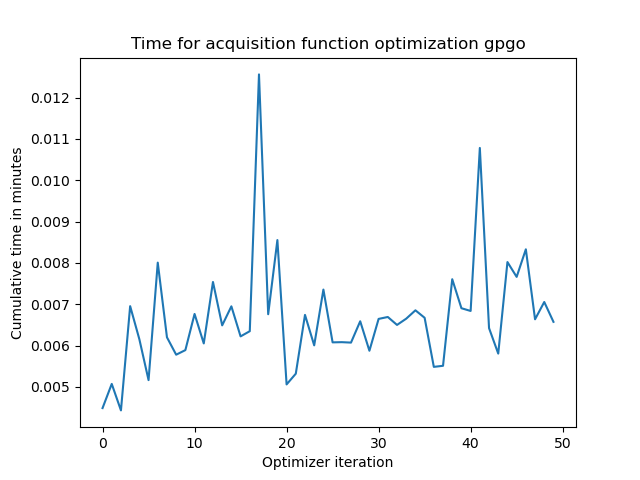 Time for acquisition function optimization gpgo
Cumulative time in minutes
0.012
0.011
0.010
0.009
0.008
0.007
0.006
0.005
0 10 20 30 40 50
Optimizer iteration